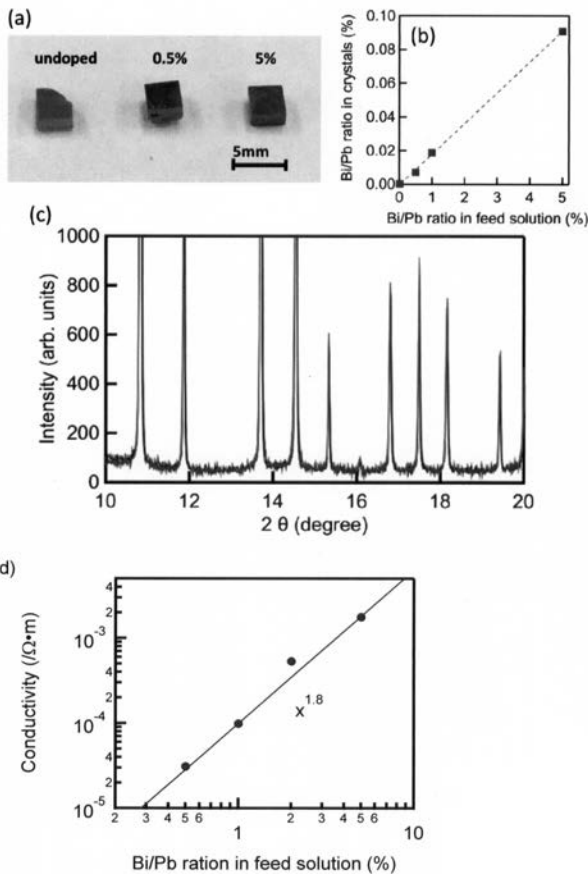 (a)
undoped 0.5% 5%
5mm
(b)
Bi/Pb ratio in crystals (%)
0.10
0.08
0.06
0.04
0.02
0.00
0 1 2 3 4 5
Bi/Pb ratio in feed solution (%)
(c)
Intensity (arb. units)
1000
800
600
400
200
0
10 12 14 16 18 20
2 θ (degree)
d)
Conductivity (/Ω•m)
4
2
10-3
4
2
10-4
4
2
10-5
x1.8
2 3 4 5 6 1 2 3 4 5 6 10
Bi/Pb ration in feed solution (%)